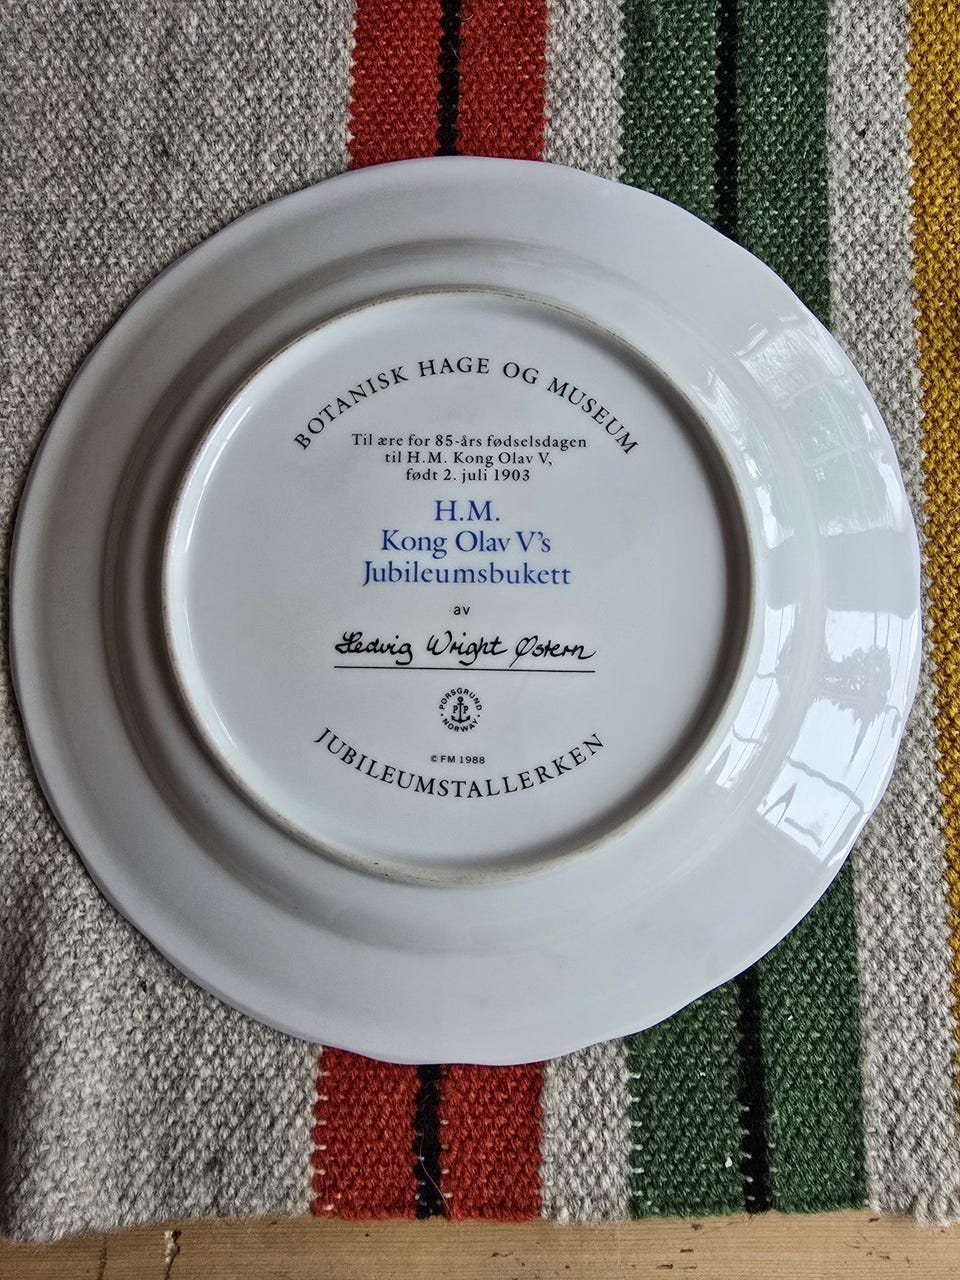 BOTANISK HAGE OG MUSEUM
Til ære for 85-års fødselsdagen
til H.M. Kong Olav V,
født 2. juli 1903
H.M.
Kong Olav V's
Jubileumsbukett
av
Hedvig Wright Østern
PORSGRUND
PP
NORWAY
© FM 1988
JUBILEUMSTALLERKEN